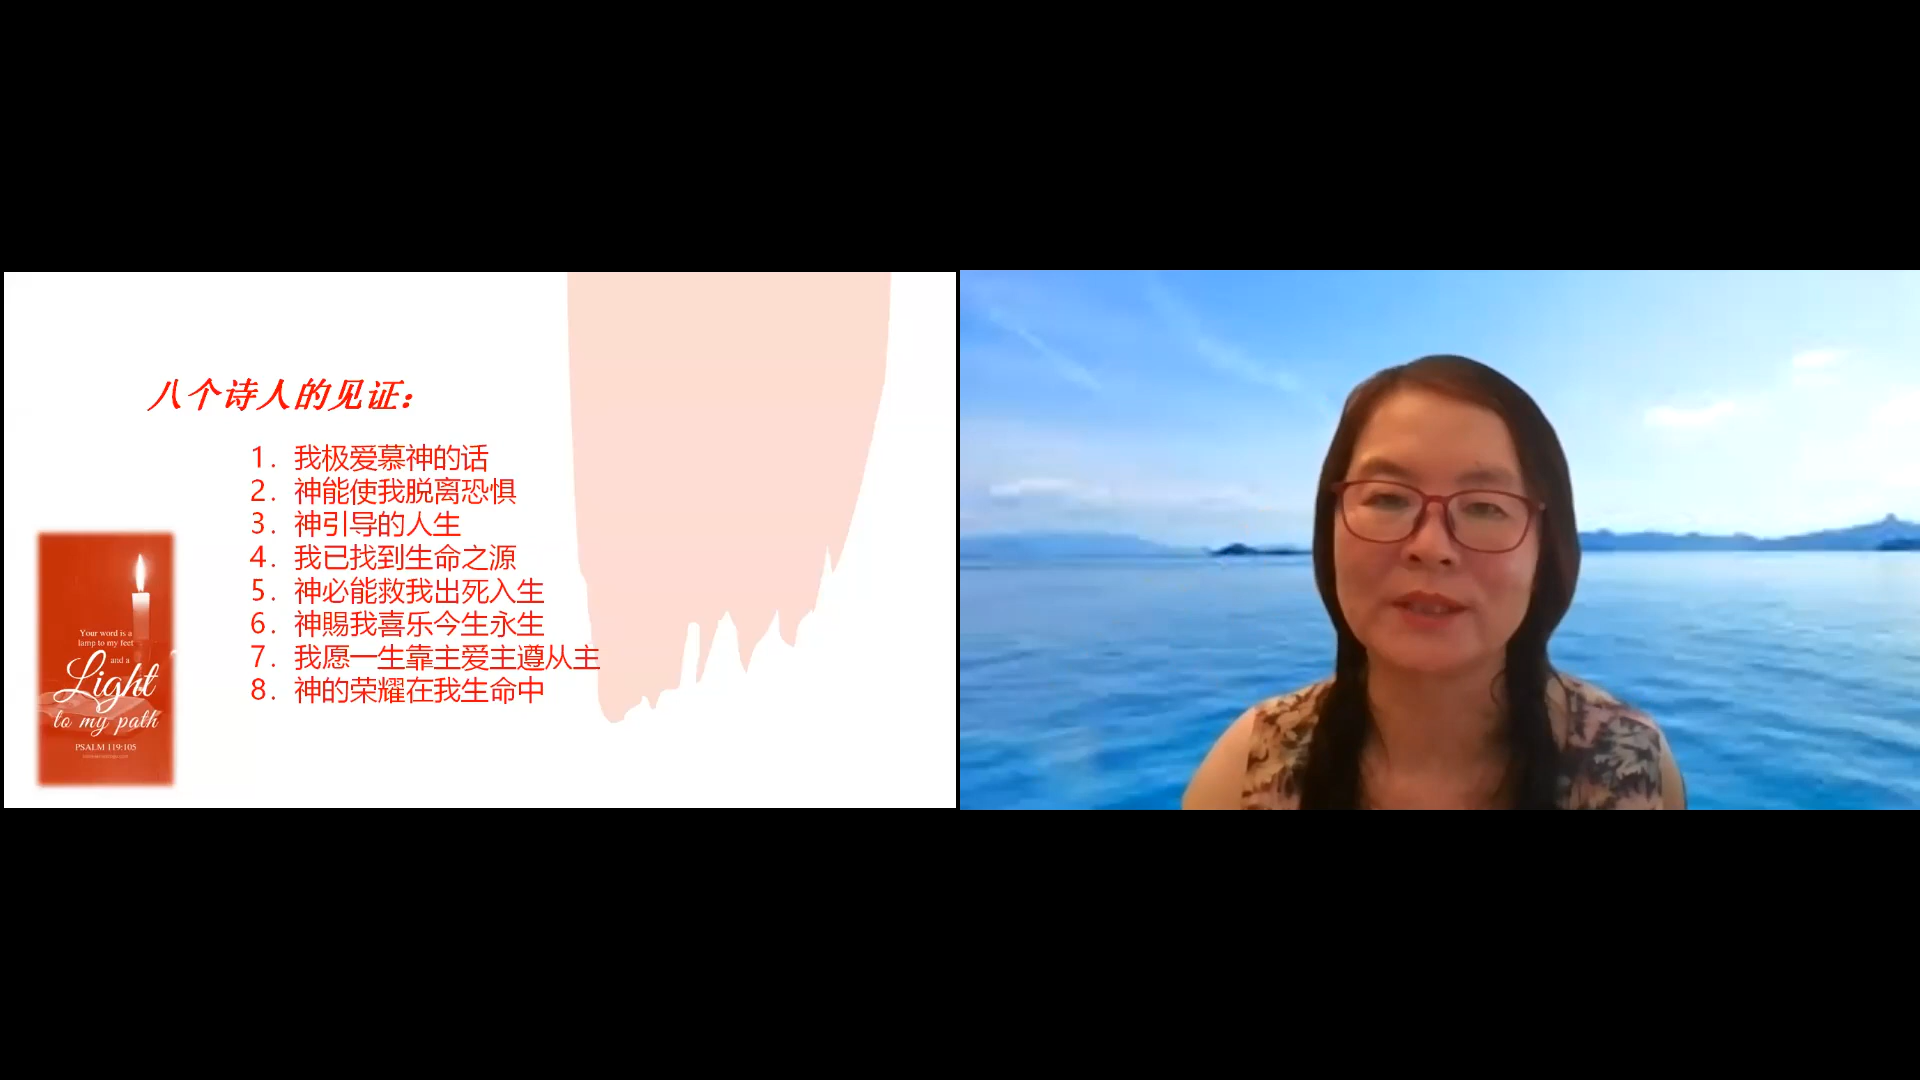 八个诗人的见证：
1. 我极爱慕神的话
2. 神能使我脱离恐惧
3. 神引导的人生
4. 我已找到生命之源
5. 神必能救我出死入生
6. 神賜我喜乐今生永生
7. 我愿一生靠主爱主遵从主
8. 神的荣耀在我生命中
Your word is a
lamp to my feet
and a
Light
to my path
PSALM 119:105